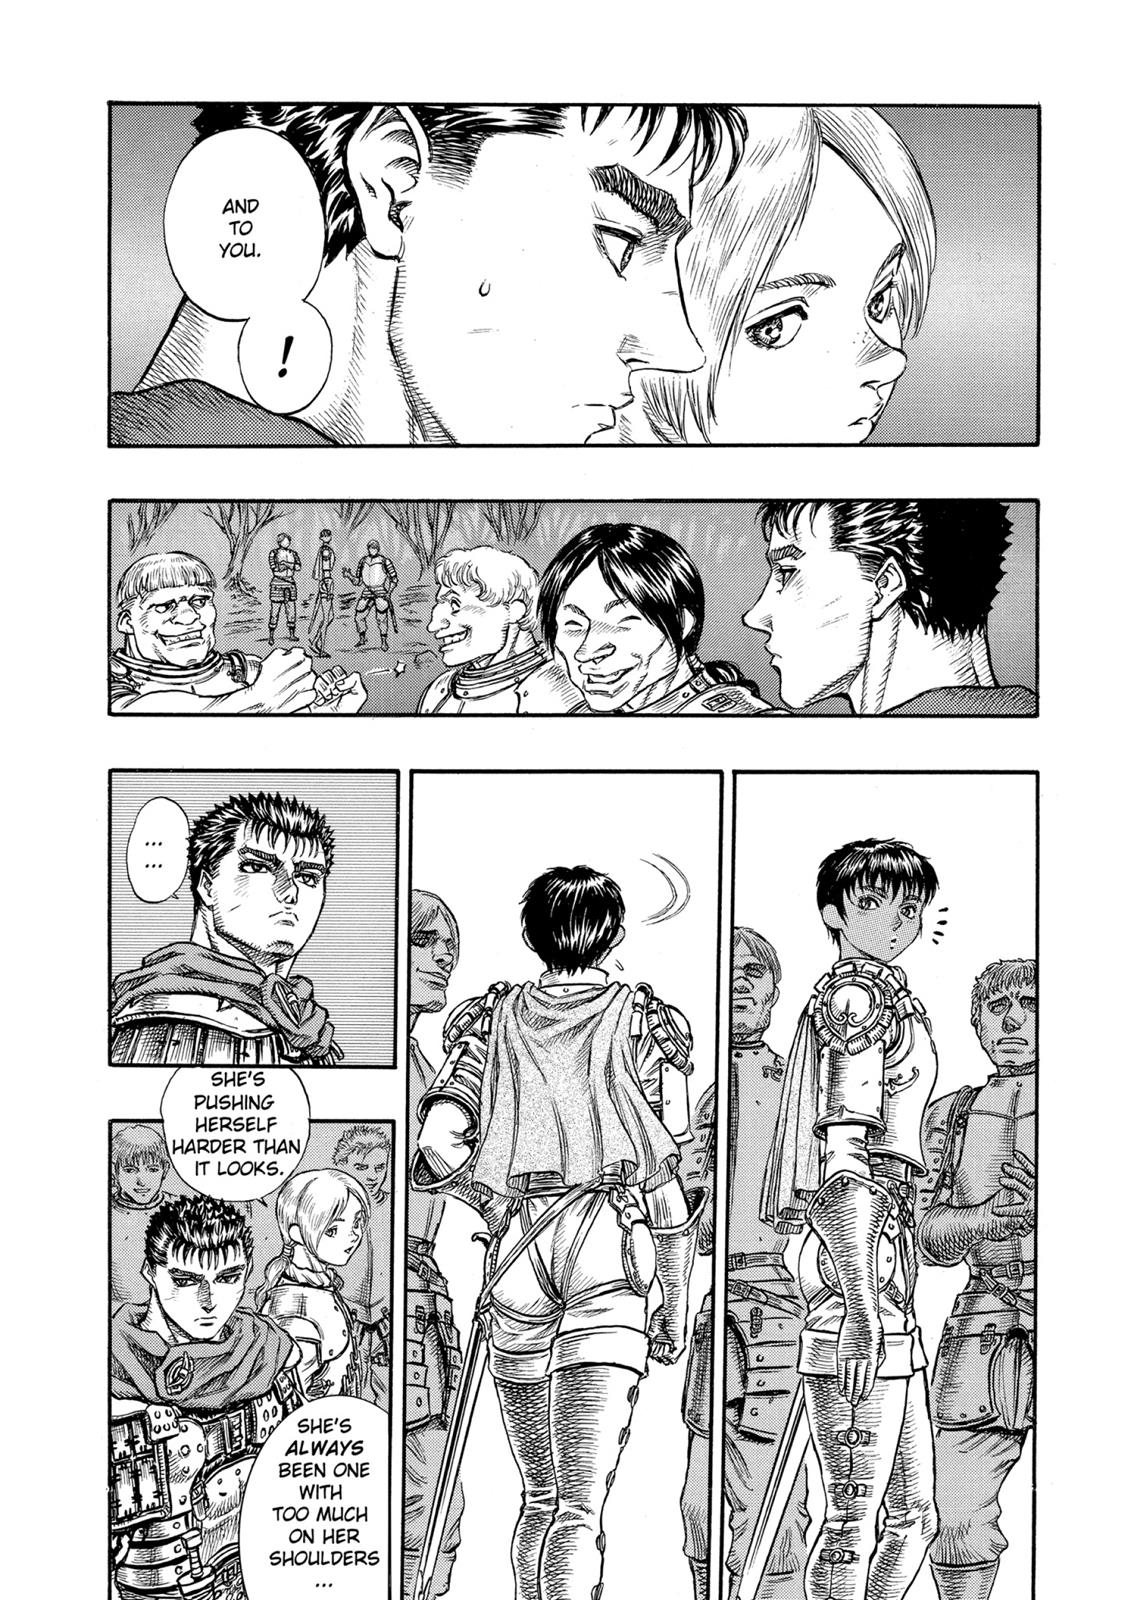 AND
TO
YOU.
!
...
...
SHE'S
PUSHING
HERSELF
HARDER THAN
IT LOOKS.
SHE'S
ALWAYS
BEEN ONE
WITH
TOO MUCH
ON HER
SHOULDERS
...